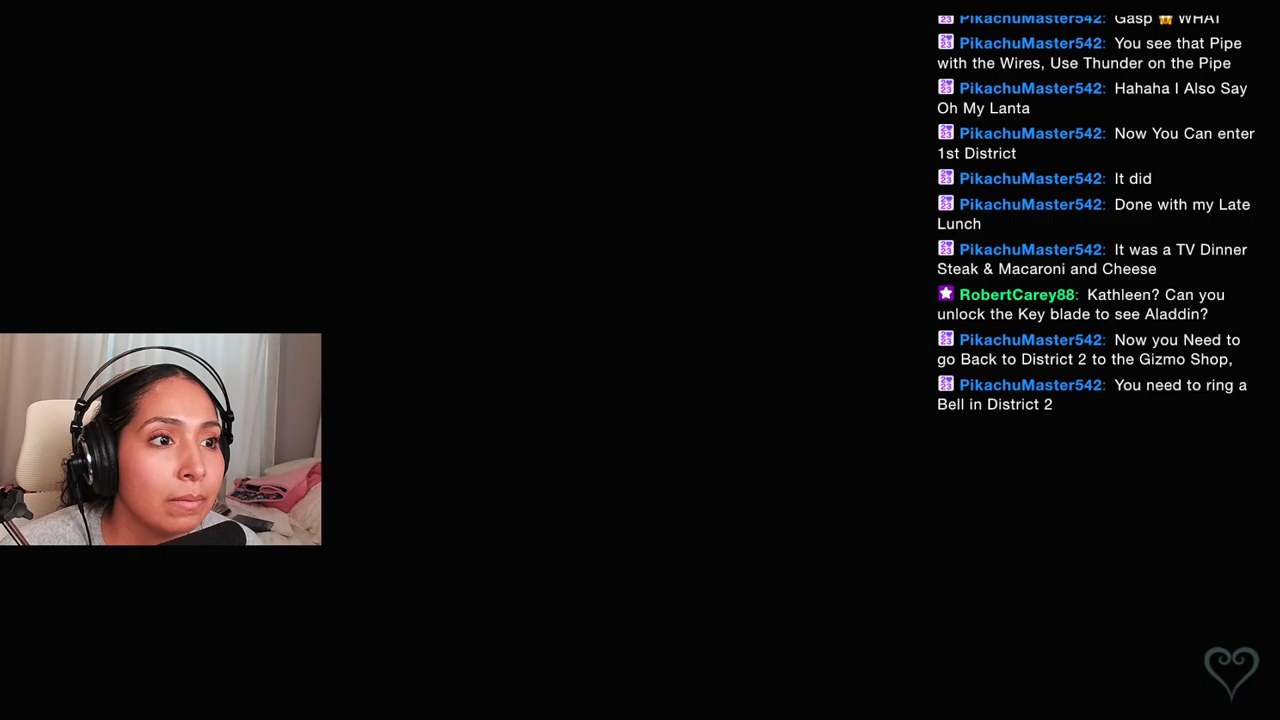 PikachuMaster542: Gasp WHAT
PikachuMaster542: You see that Pipe
with the Wires, Use Thunder on the Pipe
PikachuMaster542: Hahaha I Also Say
Oh My Lanta
PikachuMaster542: Now You Can enter
1st District
PikachuMaster542: It did
PikachuMaster542: Done with my Late
Lunch
PikachuMaster542: It was a TV Dinner
Steak & Macaroni and Cheese
RobertCarey88: Kathleen? Can you
unlock the Key blade to see Aladdin?
PikachuMaster542: Now you Need to
go Back to District 2 to the Gizmo Shop,
PikachuMaster542: You need to ring a
Bell in District 2